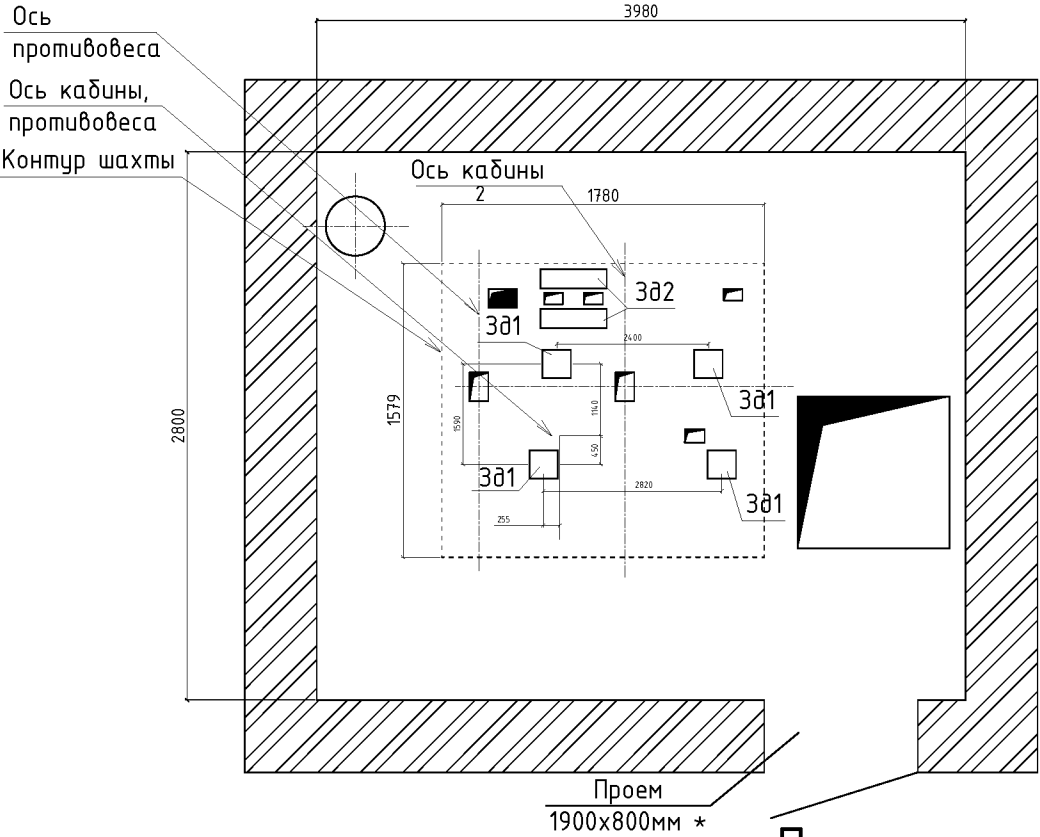 Ось
противовеса
3980
Ось кабины,
противовеса
Контур шахты
Ось кабины
2
1780
Зд2
Зд1
2400
Зд1
2800
1579
1590
1140
450
Зд1
2820
Зд1
255
Проем
1900х800мм *